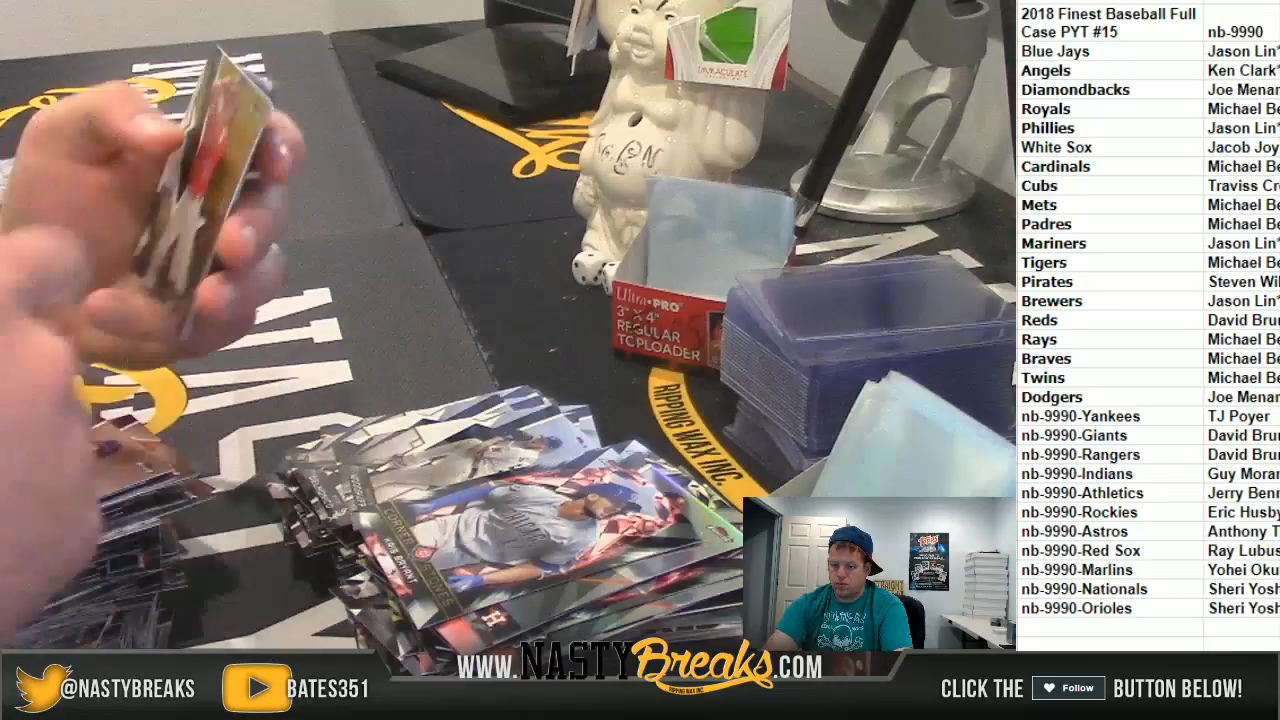 2018 Finest Baseball Full
Case PYT #15 nb-9990
Blue Jays Jason Lin*
Angels Ken Clark*
Diamondbacks Joe Menar
Royals Michael Be
Phillies Jason Lin*
White Sox Jacob Joy
Cardinals Michael Be
Cubs Traviss Cr
Mets Michael Be
Padres Michael Be
Mariners Jason Lin*
Tigers Michael Be
Pirates Steven Wil
Brewers Jason Lin*
Reds David Brun
Rays Michael Be
Braves Michael Be
Twins Michael Be
Dodgers Joe Menar
nb-9990-Yankees TJ Poyer
nb-9990-Giants David Brun
nb-9990-Rangers David Brun
nb-9990-Indians Guy Moran
nb-9990-Athletics Jerry Benn
nb-9990-Rockies Eric Husby
nb-9990-Astros Anthony T
nb-9990-Red Sox Ray Lubus
nb-9990-Marlins Yohei Oku
nb-9990-Nationals Sheri Yosh
nb-9990-Orioles Sheri Yosh
IMMACULATE
Ultra•PRO
3" X 4"
REGULAR
TOPLOADER
RIPPING WAX INC.
CORNER
KRIS BRYANT
@NASTYBREAKS
BATES351
WWW.NASTYBreaks.COM
RIPPING WAX INC.
CLICK THE Follow BUTTON BELOW!